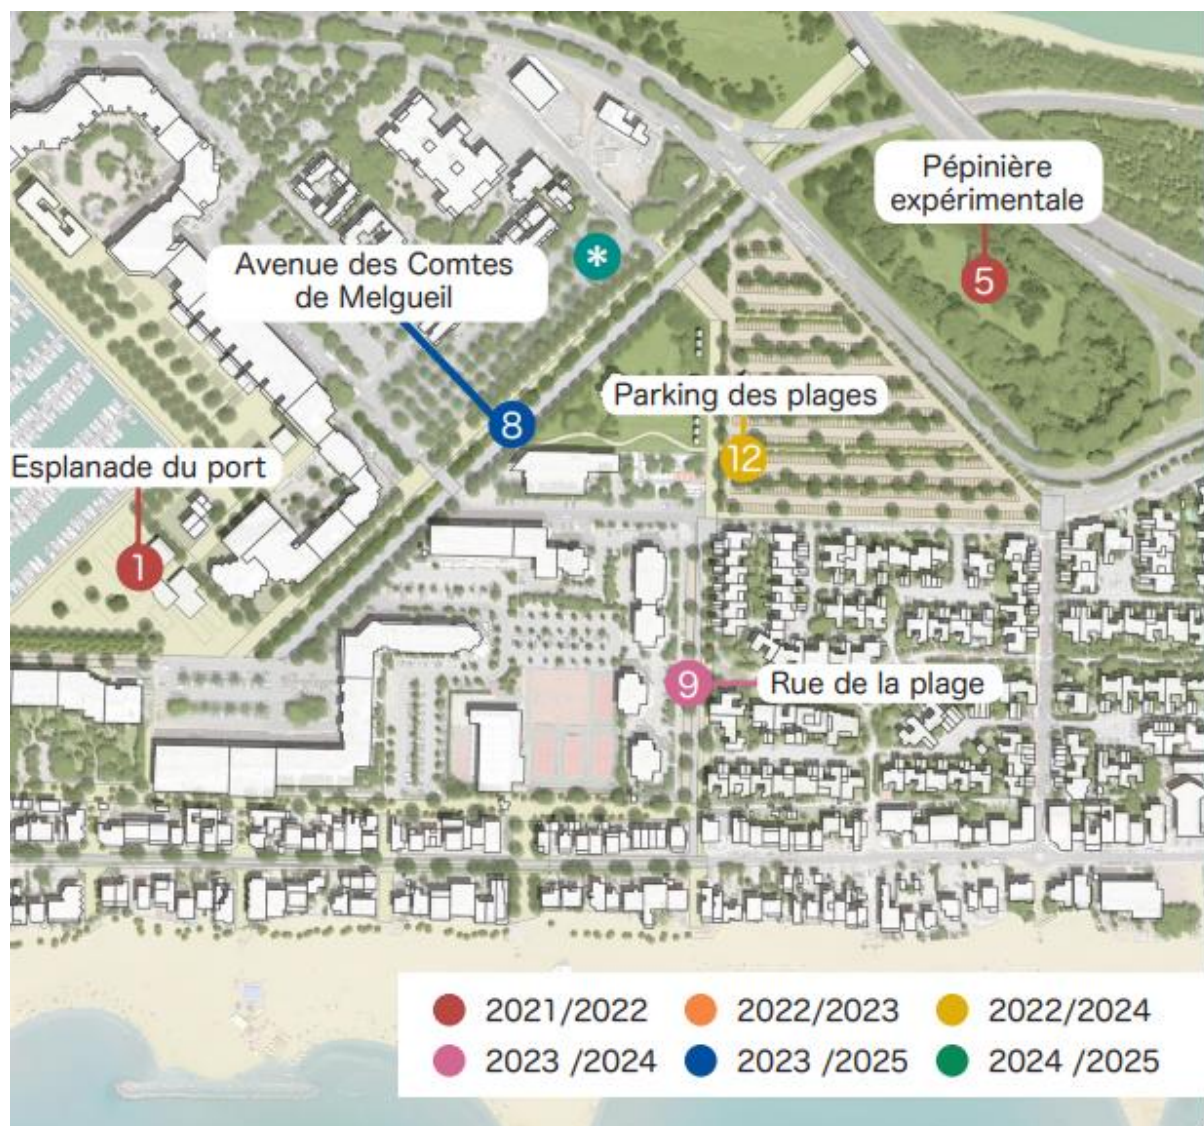 Pépinière
expérimentale
5
*
Avenue des Comtes
de Melgueil
8
Parking des plages
12
Esplanade du port
1
9
Rue de la plage
2021/2022
2022/2023
2022/2024
2023 /2024
2023 /2025
2024 /2025